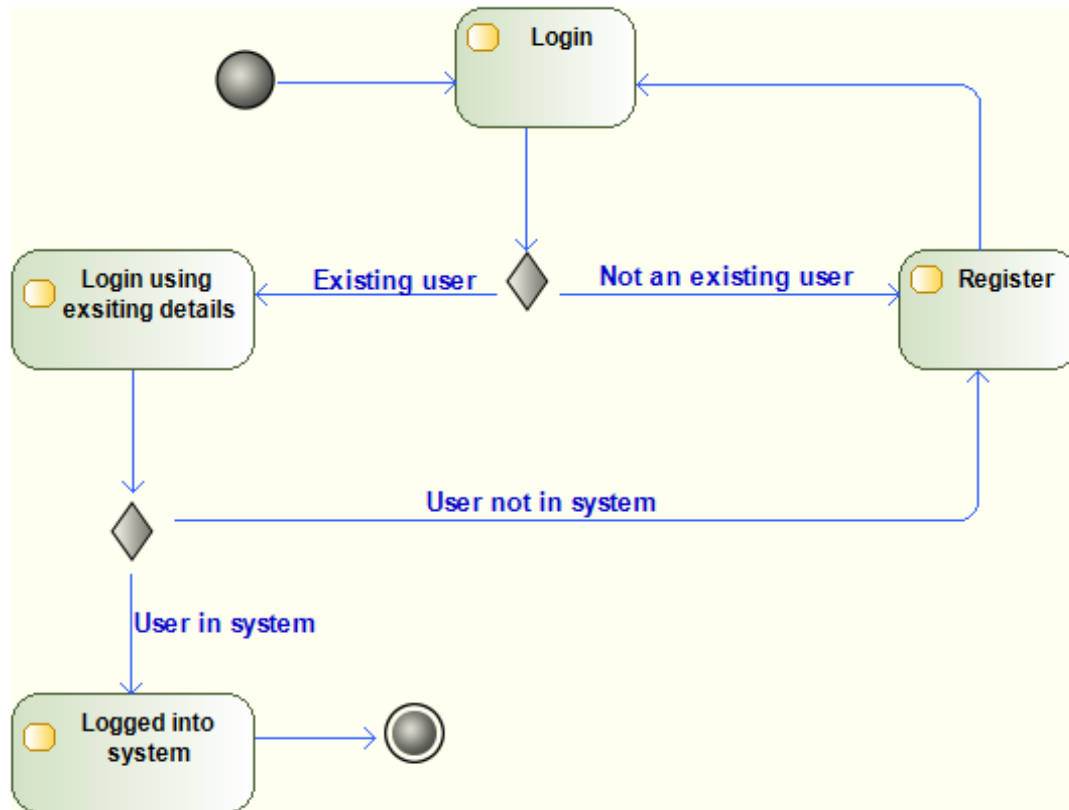 Login
Existing user
Not an existing user
Login using
exsiting details
Register
User not in system
User in system
Logged into
system